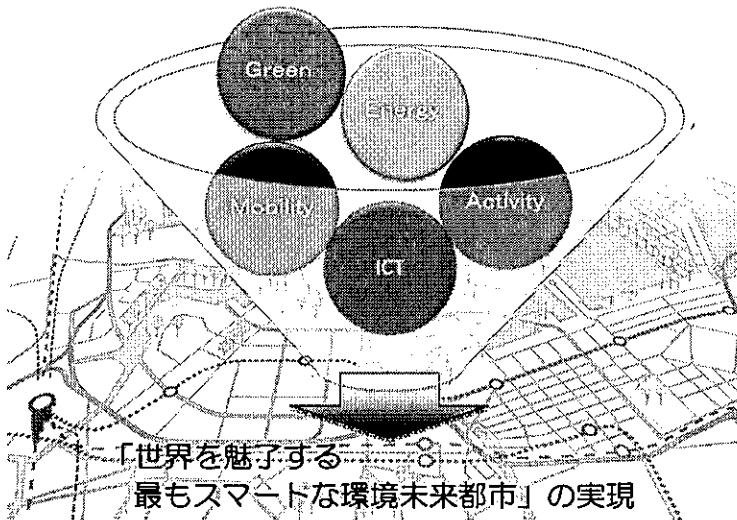 Green
Energy
Mobility
Activity
ICT
「世界を魅了する
最もスマートな環境未来都市」の実現